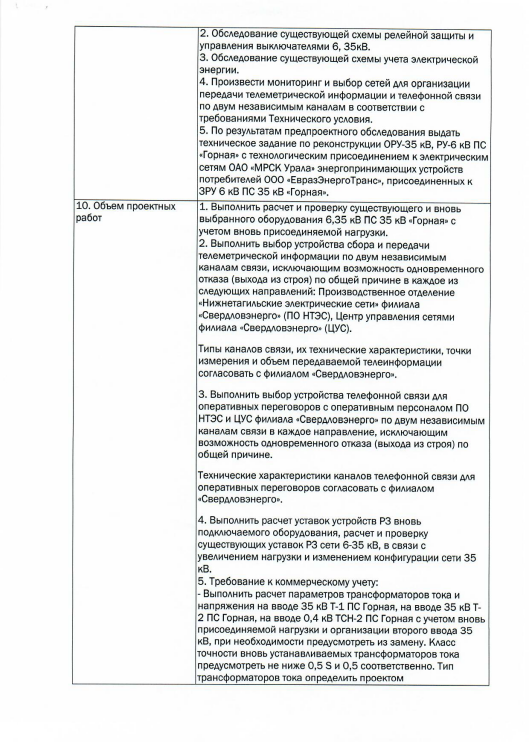 2. Обследование существующей схемы релейной защиты и
управления выключателями 6, 35кВ.
3. Обследование существующей схемы учета электрической
энергии.
4. Произвести мониторинг и выбор сетей для организации
передачи телеметрической информации и телефонной связи
по двум независимым каналам в соответствии с
требованиями Технического условия.
5. По результатам предпроектного обследования выдать
техническое задание по реконструкции ОРУ-35 кВ, РУ-6 кВ ПС
«Горная» с технологическим присоединением к электрическим
сетям ОАО «МРСК Урала» энергопринимающих устройств
потребителей ООО «ЕвразЭнергоТранс», присоединенных к
ЗРУ 6 кВ ПС 35 кВ «Горная».
10. Объем проектных
работ
1. Выполнить расчет и проверку существующего и вновь
выбранного оборудования 6,35 кВ ПС 35 кВ «Горная» с
учетом вновь присоединяемой нагрузки.
2. Выполнить выбор устройства сбора и передачи
телеметрической информации по двум независимым
каналам связи, исключающим возможность одновременного
отказа (выхода из строя) по общей причине в каждое из
следующих направлений: Производственное отделение
«Нижнетагильские электрические сети» филиала
«Свердловэнерго» (ПО НТЭС), Центр управления сетями
филиала «Свердловэнерго» (ЦУС).
Типы каналов связи, их технические характеристики, точки
измерения и объем передаваемой телеинформации
согласовать с филиалом «Свердловэнерго».
3. Выполнить выбор устройства телефонной связи для
оперативных переговоров с оперативным персоналом ПО
НТЭС и ЦУС филиала «Свердловэнерго» по двум независимым
каналам связи в каждое направление, исключающим
возможность одновременного отказа (выхода из строя) по
общей причине.
Технические характеристики каналов телефонной связи для
оперативных переговоров согласовать с филиалом
«Свердловэнерго».
4. Выполнить расчет уставок устройств РЗ вновь
подключаемого оборудования, расчет и проверку
существующих уставок РЗ сети 6-35 кВ, в связи с
увеличением нагрузки и изменением конфигурации сети 35
кВ.
5. Требование к коммерческому учету:
- Выполнить расчет параметров трансформаторов тока и
напряжения на вводе 35 кВ Т-1 ПС Горная, на вводе 35 кВ Т-
2 ПС Горная, на вводе 0,4 кВ ТСН-2 ПС Горная с учетом вновь
присоединяемой нагрузки и организации второго ввода 35
кВ, при необходимости предусмотреть из замену. Класс
точности вновь устанавливаемых трансформаторов тока
предусмотреть не ниже 0,5 S и 0,5 соответственно. Тип
трансформаторов тока определить проектом